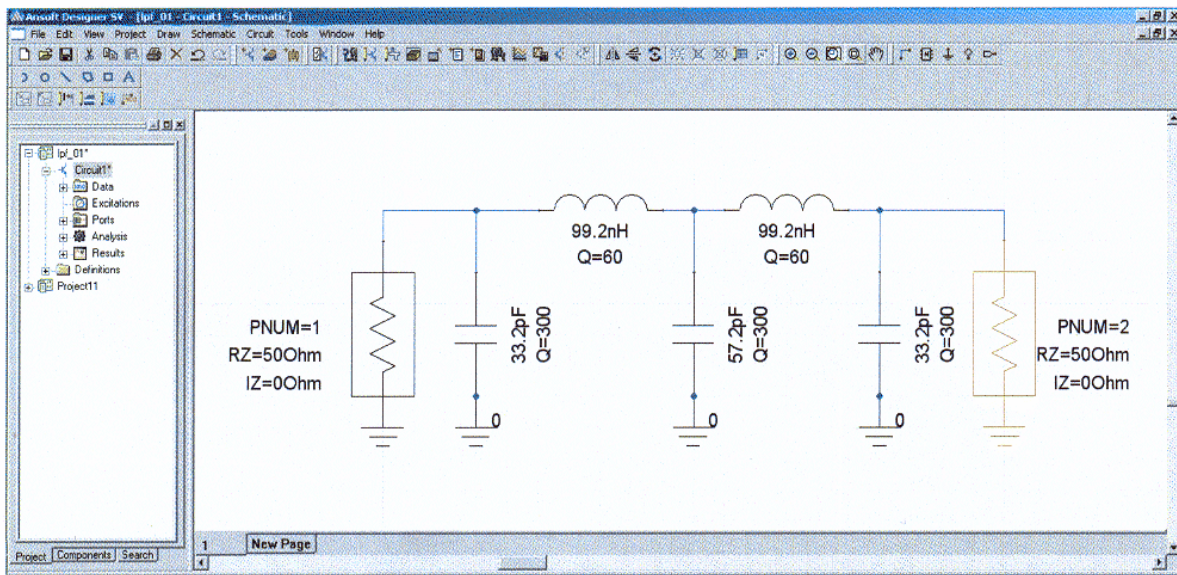 Ansoft Designer SV - [lpf_01 - Circuit1 - Schematic]
File Edit View Project Draw Schematic Circuit Tools Window Help
lpf_01*
Circuit1*
Data
Excitations
Ports
Analysis
Results
Definitions
Project11
Project Components Search
99.2nH
Q=60
99.2nH
Q=60
PNUM=1
RZ=50Ohm
IZ=0Ohm
33.2pF
Q=300
0
57.2pF
Q=300
0
33.2pF
Q=300
0
PNUM=2
RZ=50Ohm
IZ=0Ohm
1 New Page